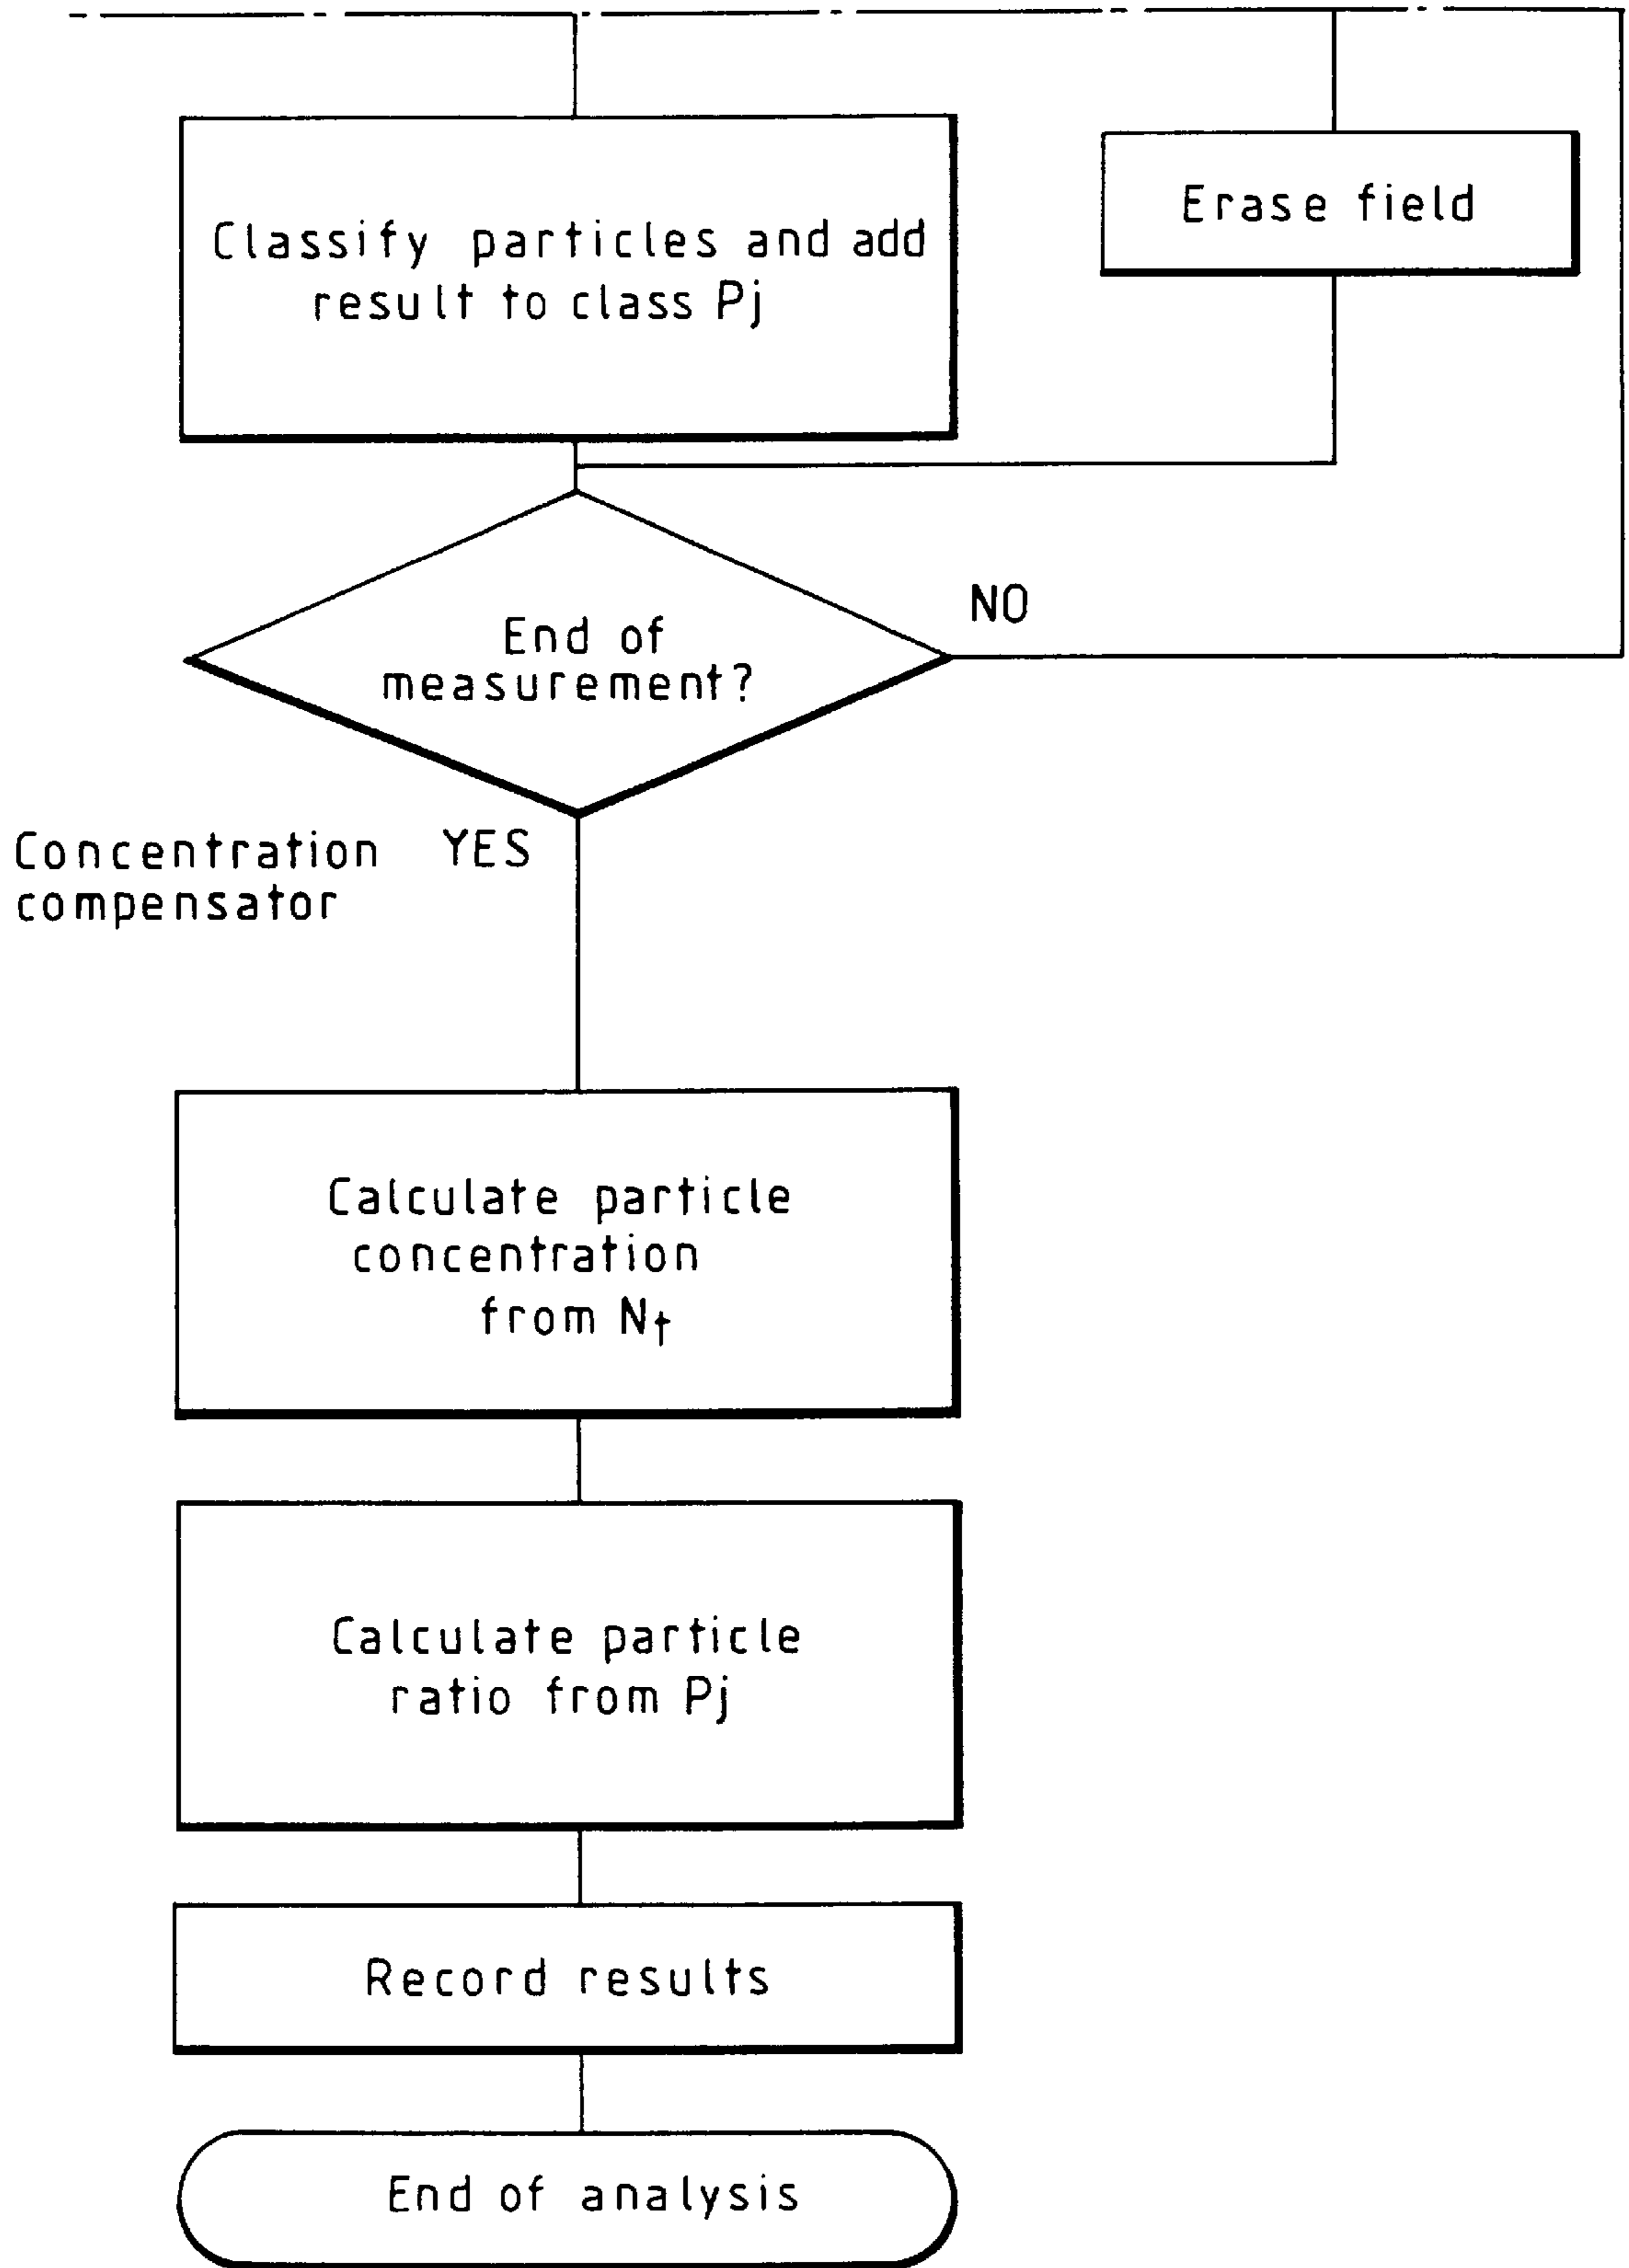 Classify particles and add
result to class Pj
Erase field
End of
measurement?
NO
Concentration
compensator
YES
Calculate particle
concentration
from Nt
Calculate particle
ratio from Pj
Record results
End of analysis